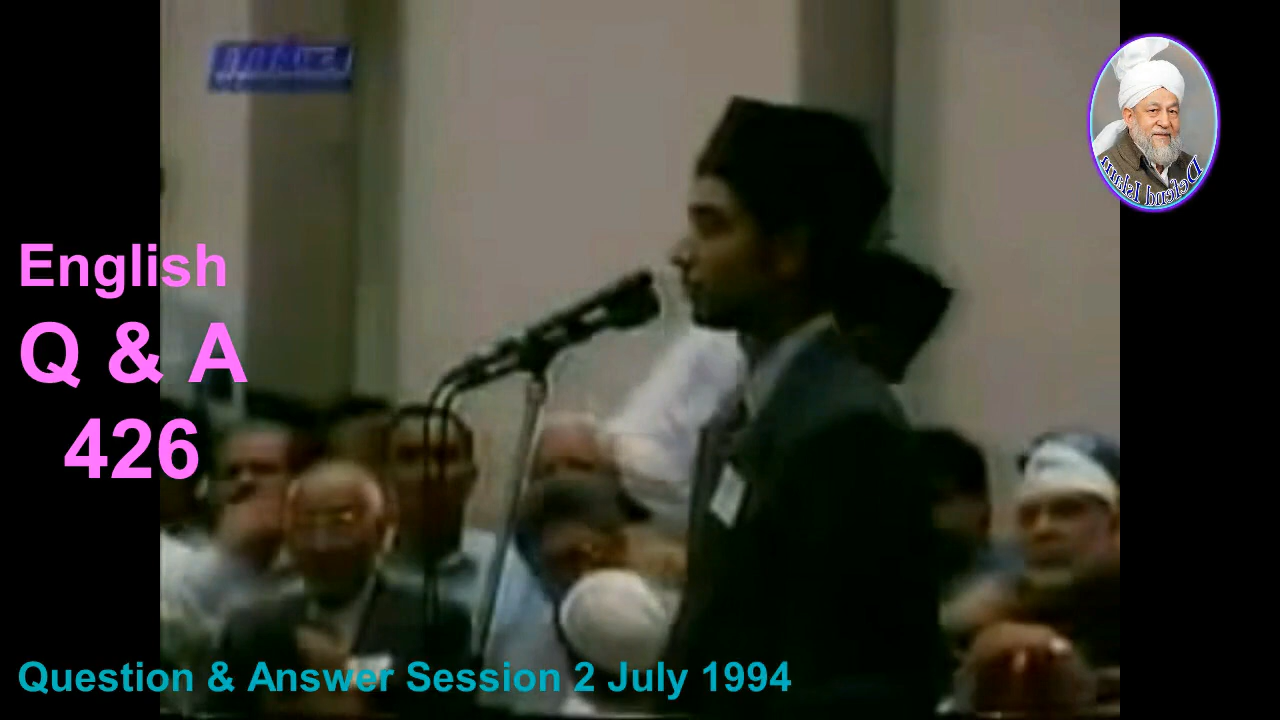 English
Q & A
426
Question & Answer Session 2 July 1994
Defend Islam